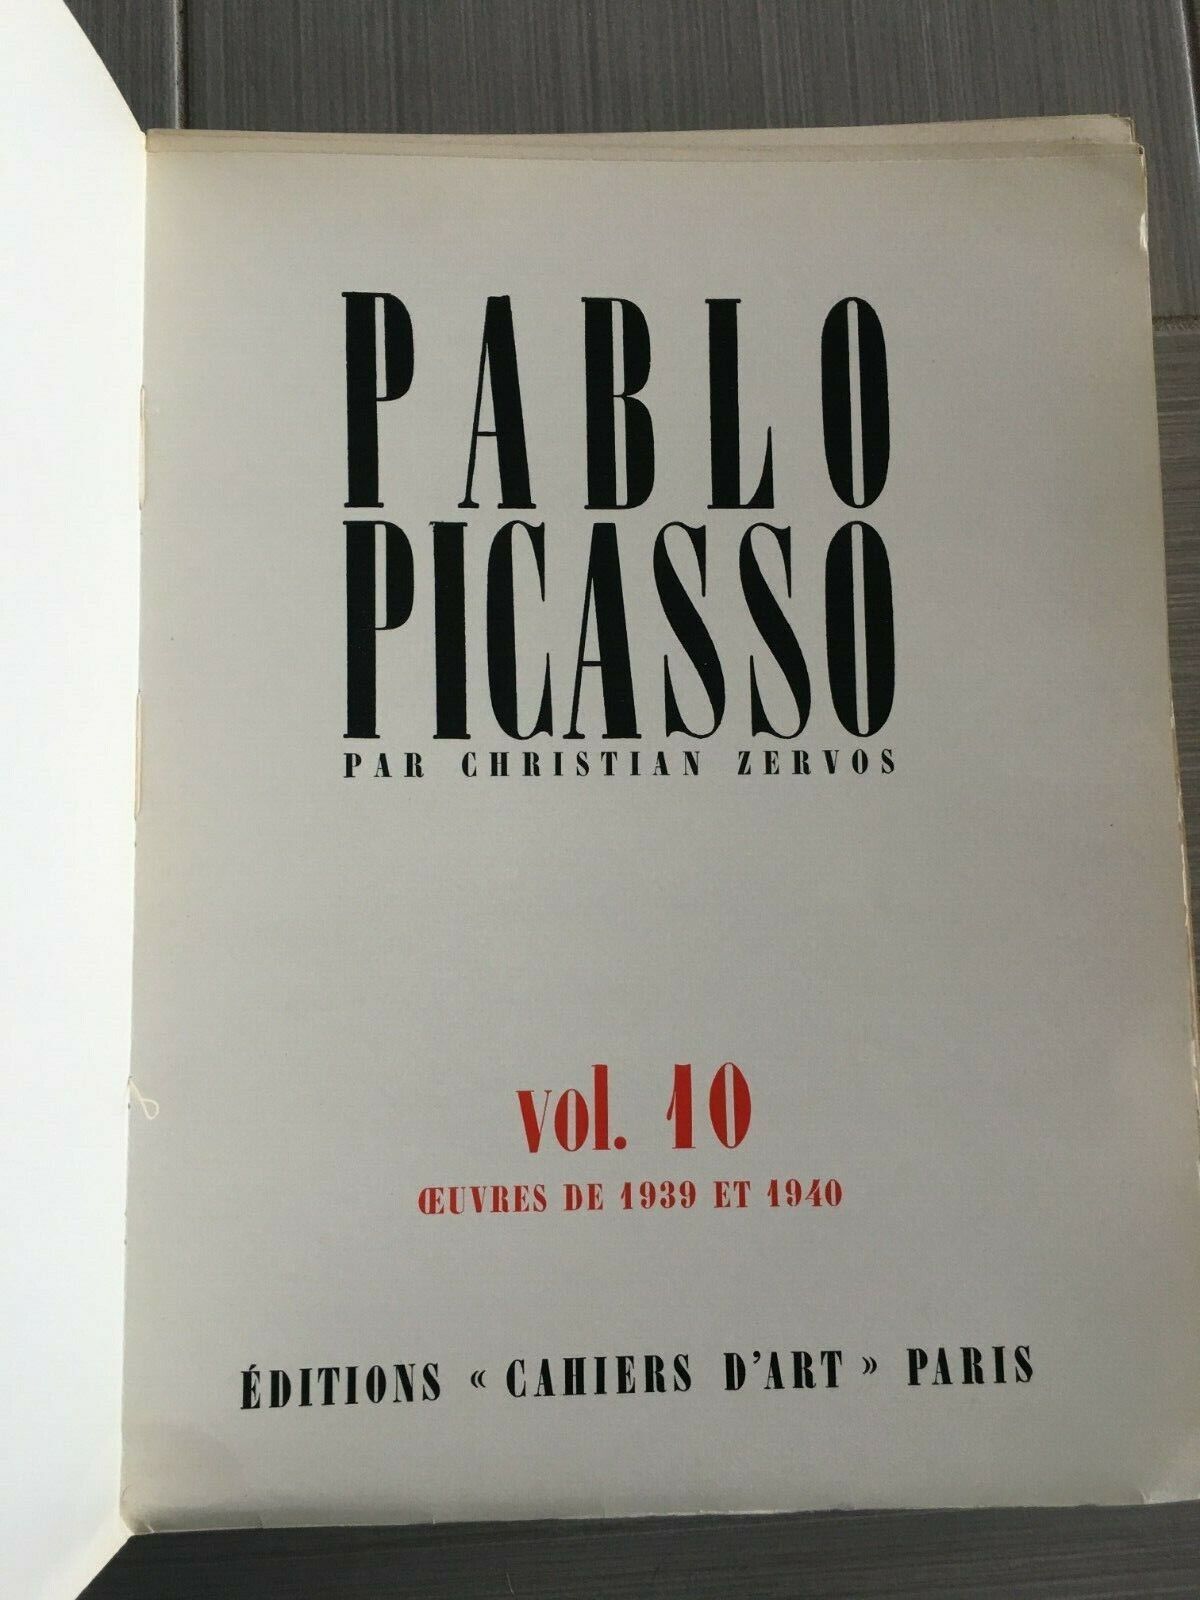 PABLO
PICASSO
PAR CHRISTIAN ZERVOS
Vol. 10
ŒUVRES DE 1939 ET 1940
ÉDITIONS « CAHIERS D'ART » PARIS